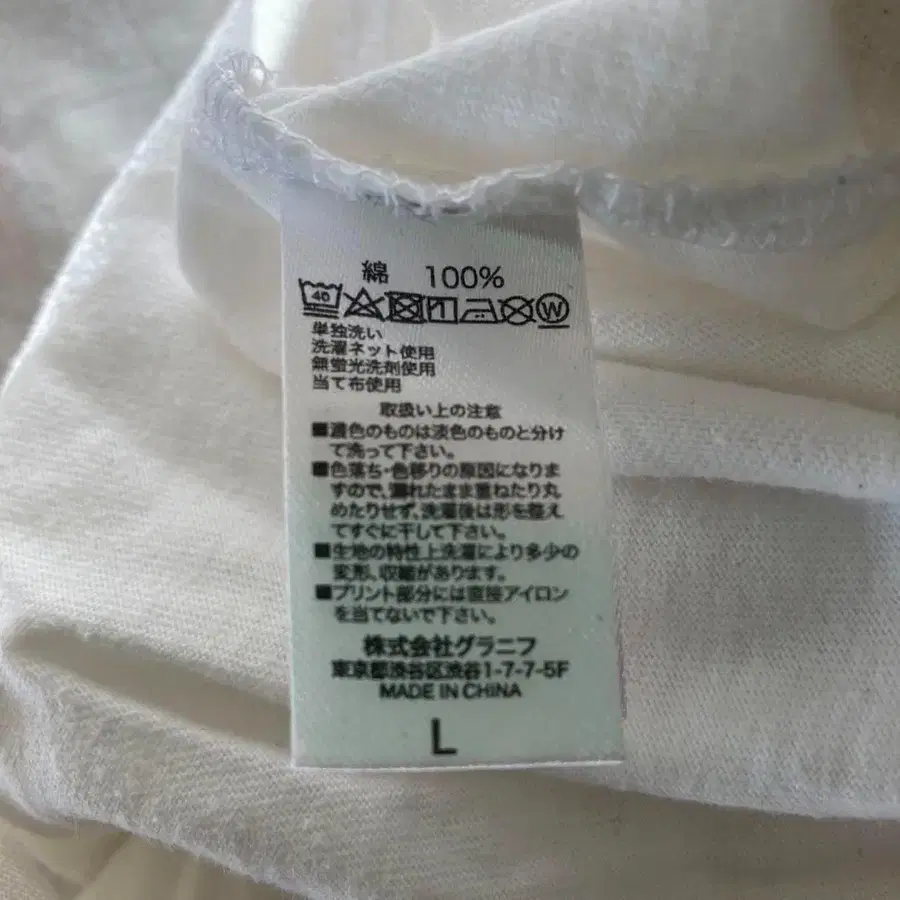 綿 100%
40 W
単独洗い
洗濯ネット使用
無蛍光洗剤使用
当て布使用
取扱い上の注意
■濃色のものは淡色のものと分け
て洗って下さい。
■色落ち・色移りの原因になりま
すので、濡れたまま重ねたり丸
めたりせず、洗濯後は形を整え
てすぐに干して下さい。
■生地の特性上洗濯により多少の
変形、収縮があります。
■プリント部分には直接アイロン
を当てないで下さい。
株式会社グラニフ
東京都渋谷区渋谷1-7-7-5F
MADE IN CHINA
L